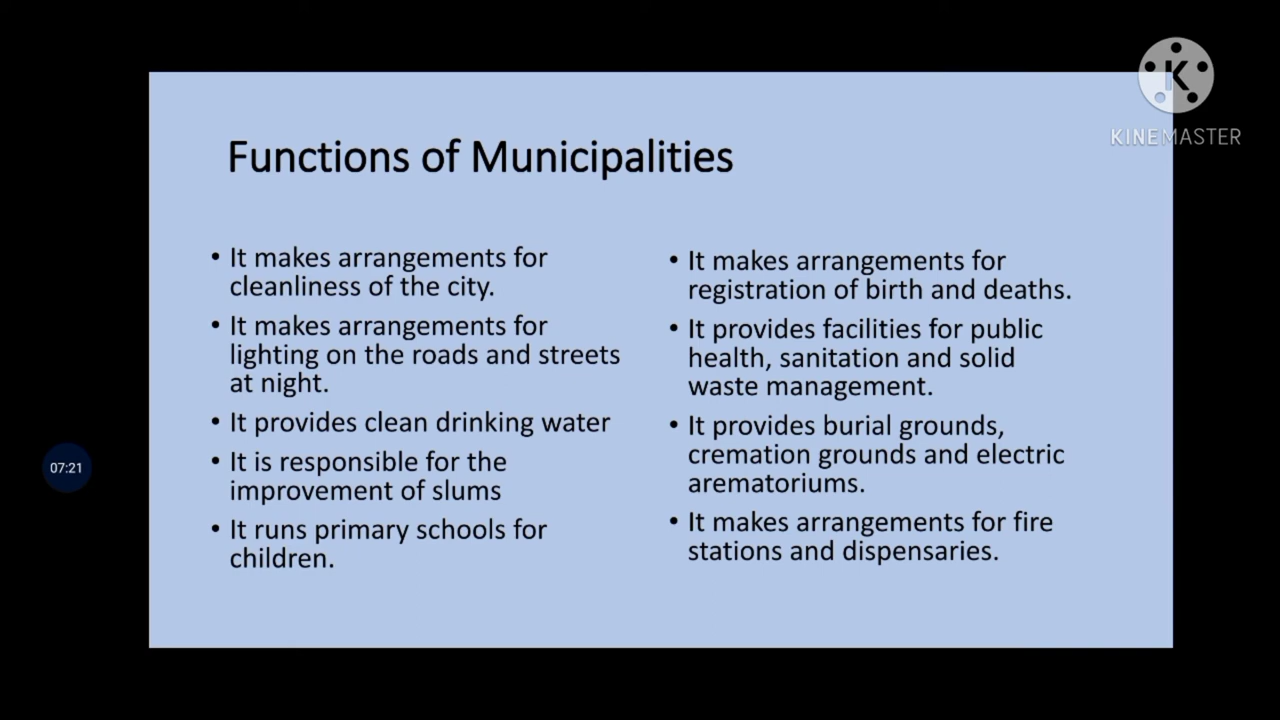 KINEMASTER
Functions of Municipalities
• It makes arrangements for
cleanliness of the city.
• It makes arrangements for
lighting on the roads and streets
at night.
• It provides clean drinking water
• It is responsible for the
improvement of slums
• It runs primary schools for
children.
• It makes arrangements for
registration of birth and deaths.
• It provides facilities for public
health, sanitation and solid
waste management.
• It provides burial grounds,
cremation grounds and electric
arematoriums.
• It makes arrangements for fire
stations and dispensaries.
07:21